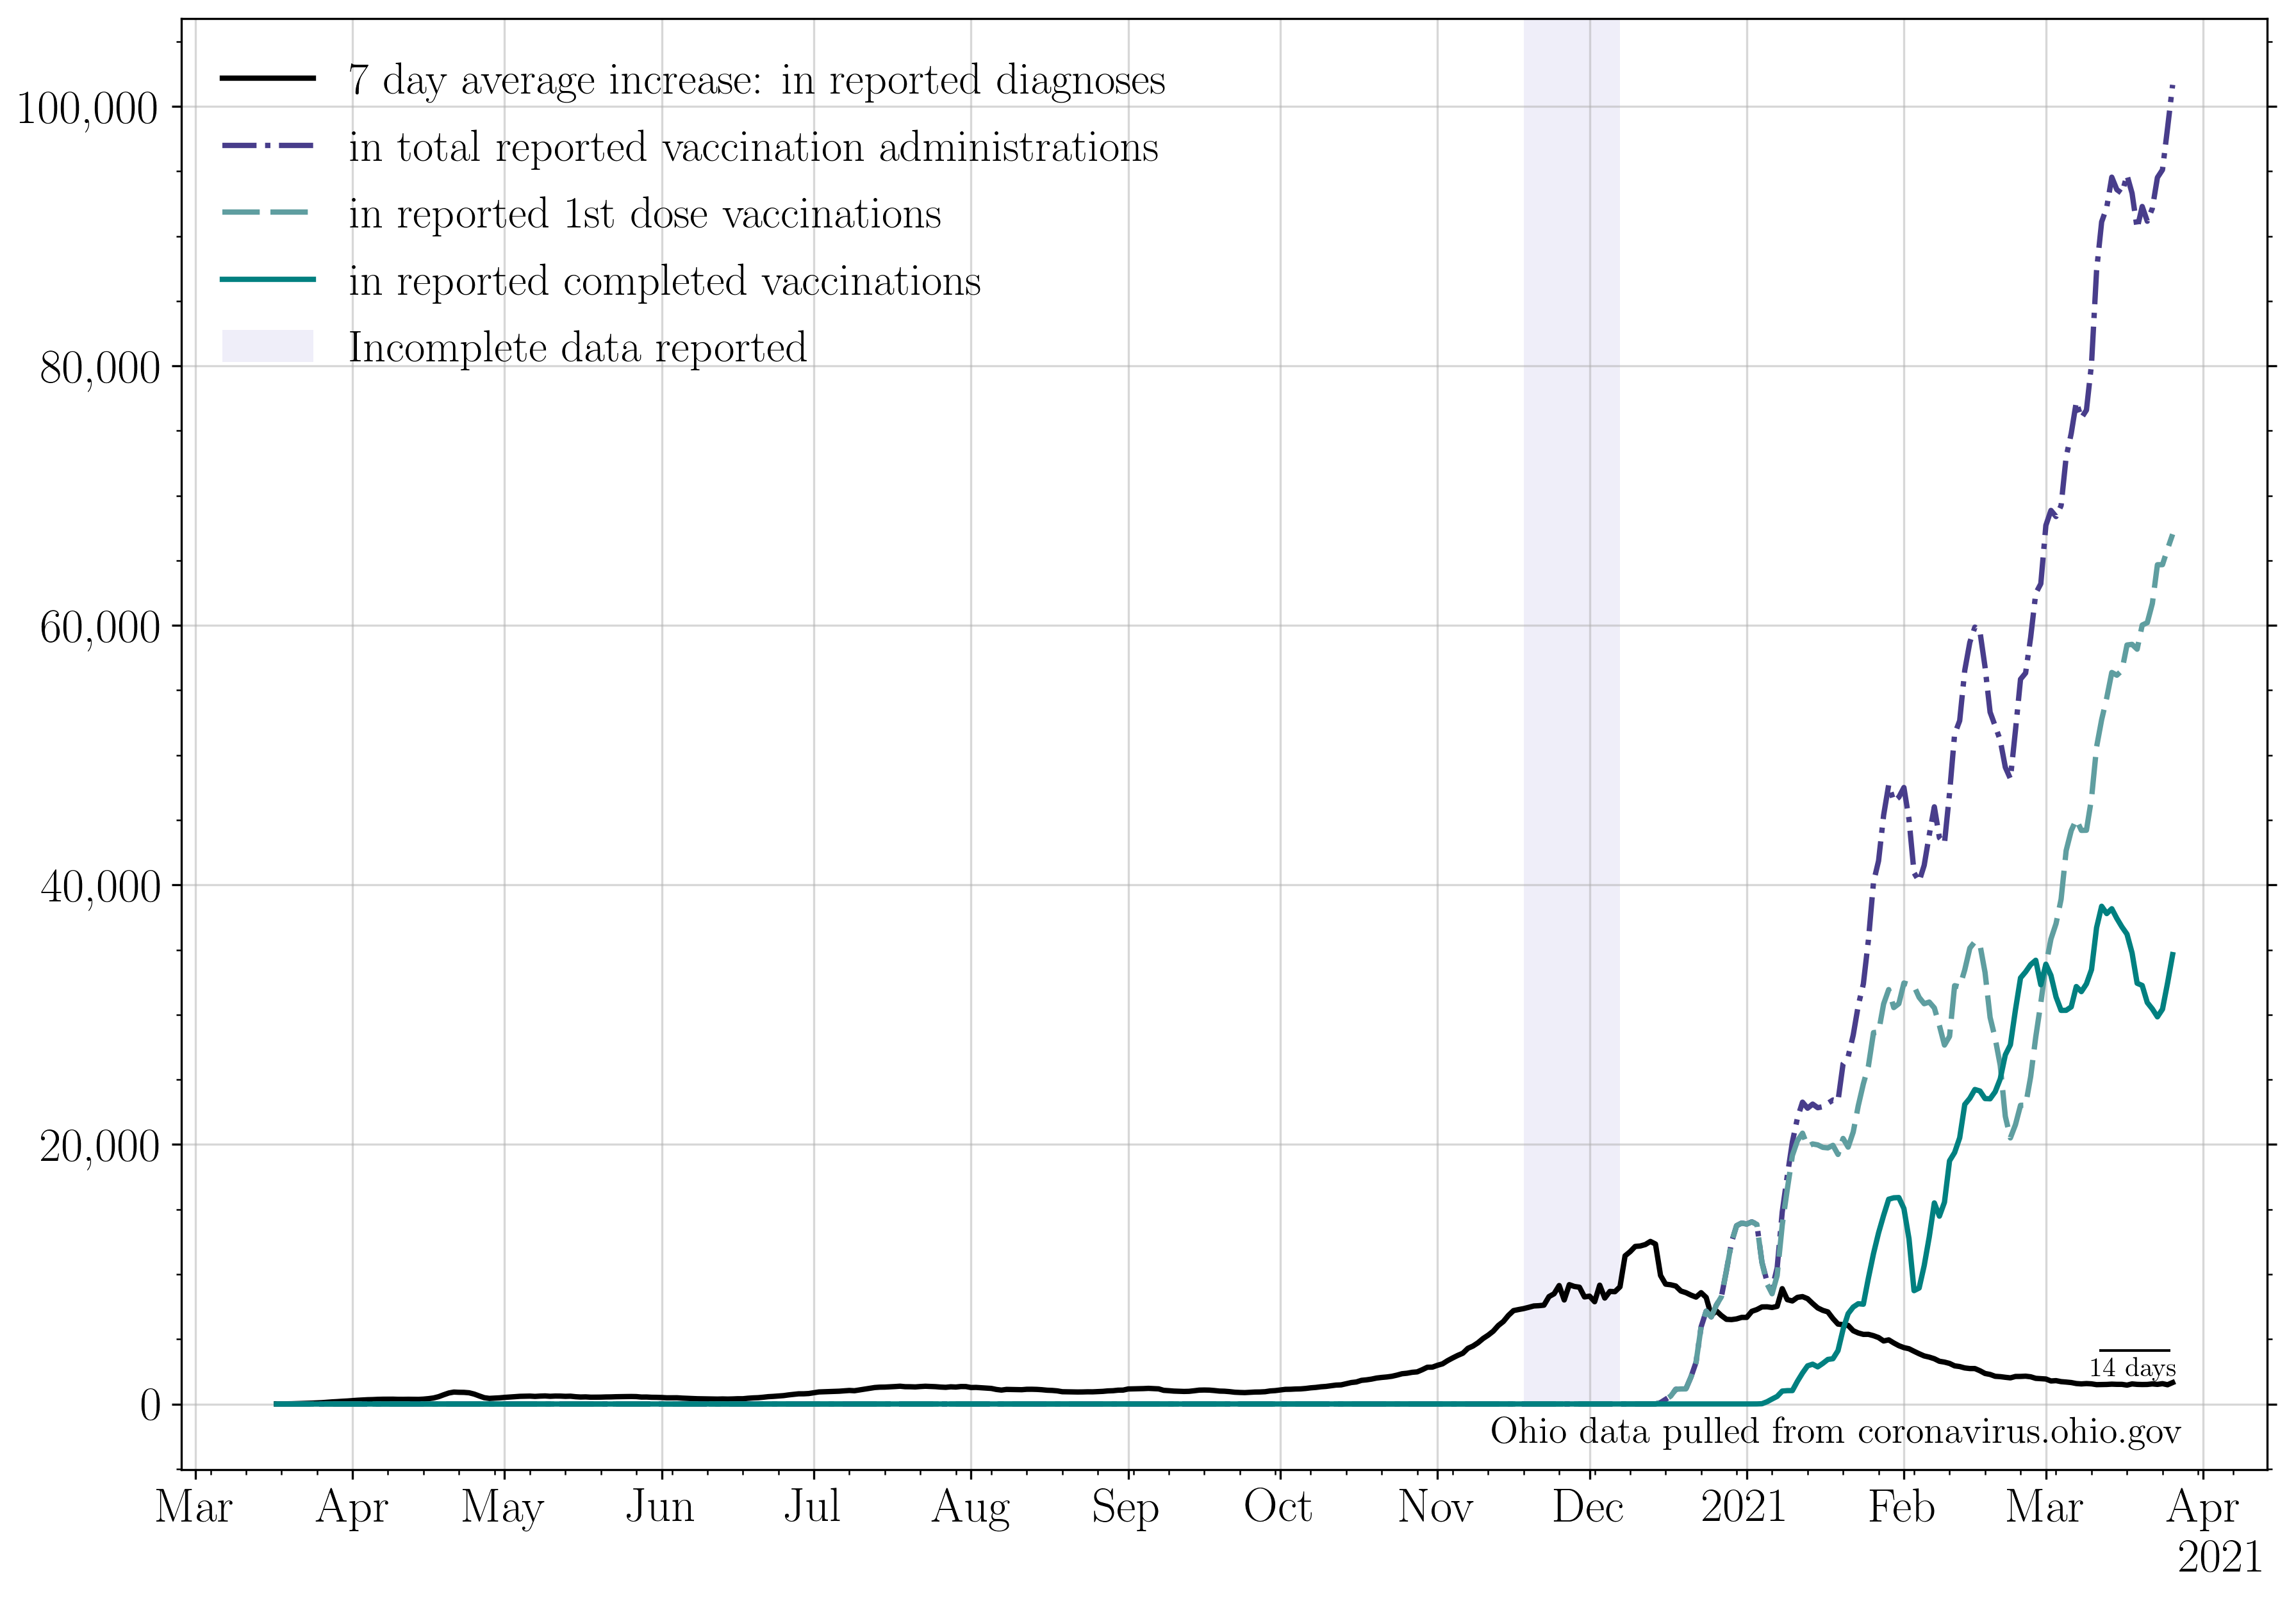 7 day average increase: in reported diagnoses
in total reported vaccination administrations
in reported 1st dose vaccinations
in reported completed vaccinations
Incomplete data reported
100,000
80,000
60,000
40,000
20,000
0
14 days
Ohio data pulled from coronavirus.ohio.gov
Mar Apr May Jun Jul Aug Sep Oct Nov Dec 2021 Feb Mar Apr
2021